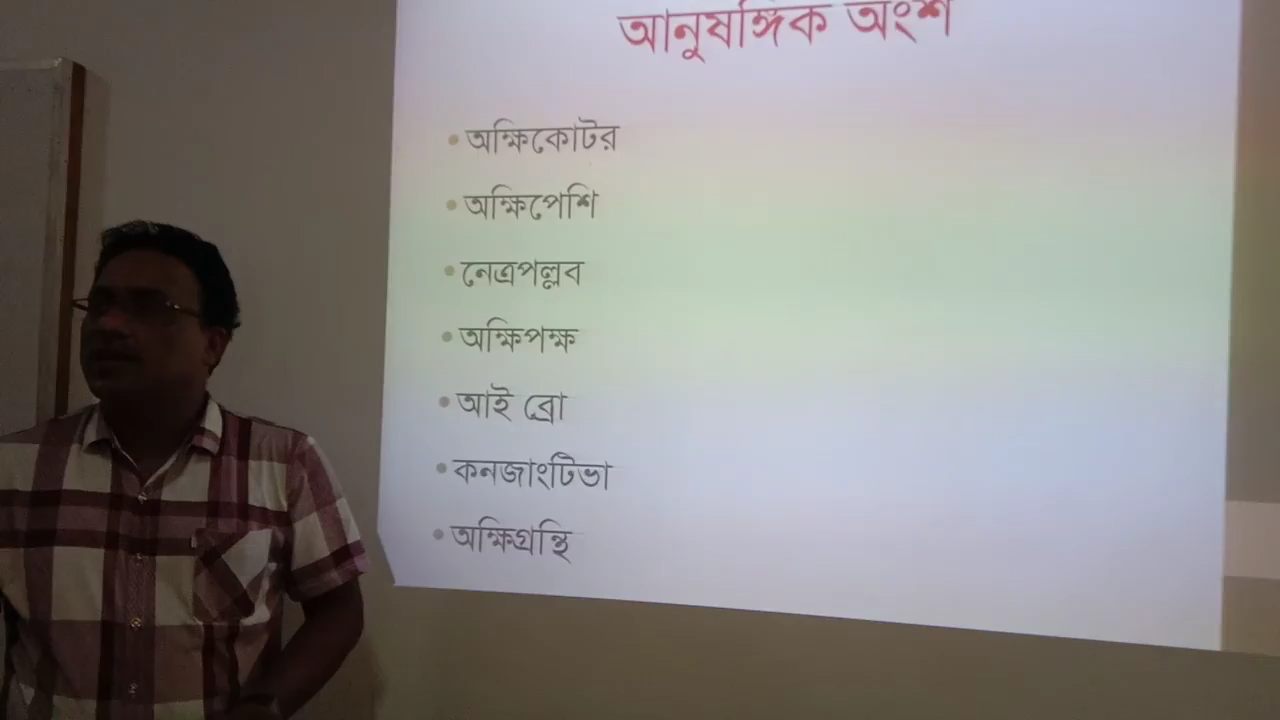 আনুষঙ্গিক অংশ
• অক্ষিকোটর
• অক্ষিপেশি
• নেত্রপল্লব
• অক্ষিপক্ষ
• আই ব্রো
• কনজাংটিভা
• অক্ষিগ্রন্থি